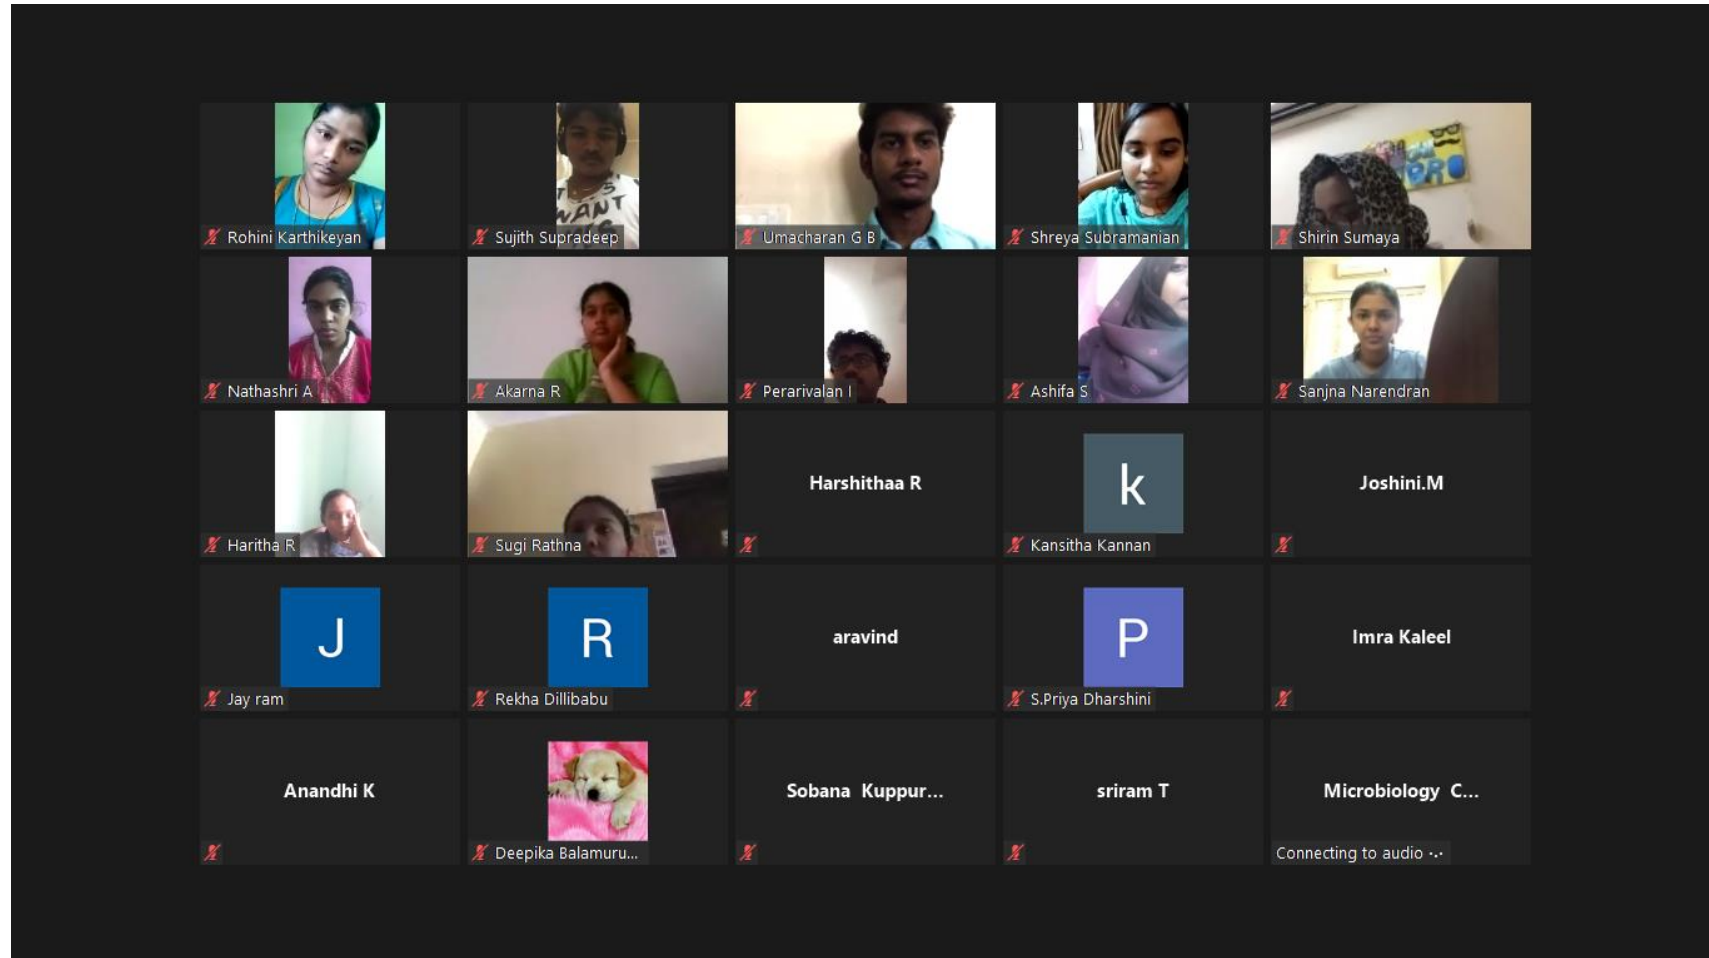 Rohini Karthikeyan
Sujith Supradeep
WANT
Umacharan G B
Shreya Subramanian
PRO
Shirin Sumaya
Nathashri A
Akarna R
Perarivalan I
Ashifa S
Sanjna Narendran
Haritha R
Sugi Rathna
Harshithaa R
k
Kansitha Kannan
Joshini.M
J
Jay ram
R
Rekha Dillibabu
aravind
P
S.Priya Dharshini
Imra Kaleel
Anandhi K
Deepika Balamuru...
Sobana Kuppur...
sriram T
Microbiology C...
Connecting to audio